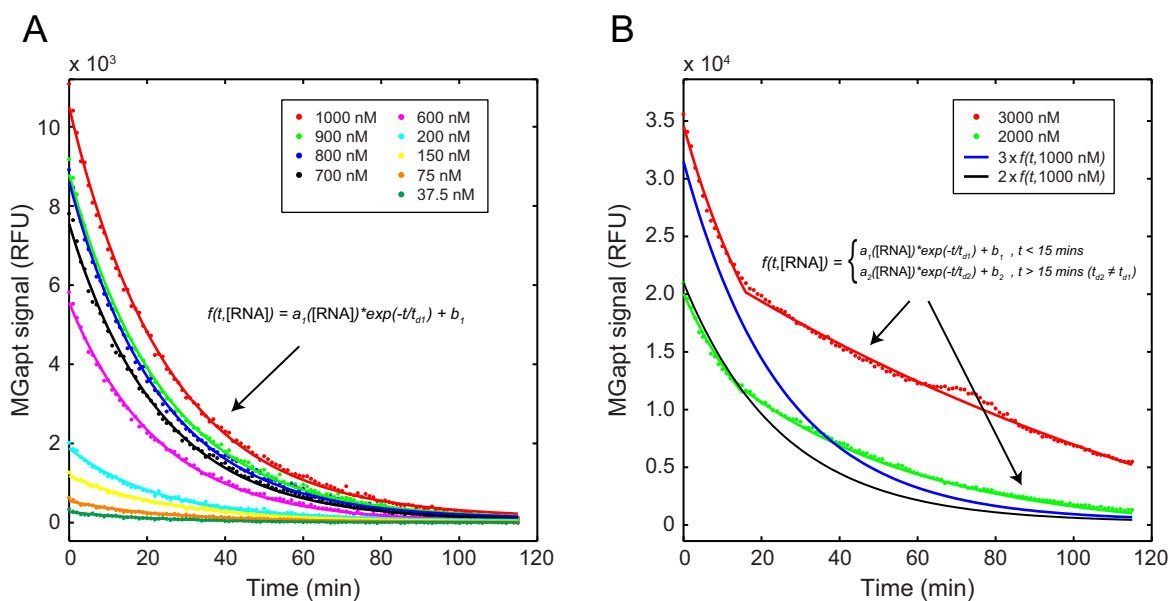 A
x 10³
MGapt signal (RFU)
10
8
6
4
2
0
0
20
40
60
80
100
120
Time (min)
1000 nM
900 nM
800 nM
700 nM
600 nM
200 nM
150 nM
75 nM
37.5 nM
f(t,[RNA]) = a₁([RNA])*exp(-t/t_d1) + b₁
B
x 10⁴
MGapt signal (RFU)
3.5
3.0
2.5
2.0
1.5
1.0
0.5
0
0
20
40
60
80
100
120
Time (min)
3000 nM
2000 nM
3 x f(t,1000 nM)
2 x f(t,1000 nM)
f(t,[RNA]) = {
a₁([RNA])*exp(-t/t_d1) + b₁ , t < 15 mins
a₂([RNA])*exp(-t/t_d2) + b₂ , t > 15 mins (t_d2 ≠ t_d1)